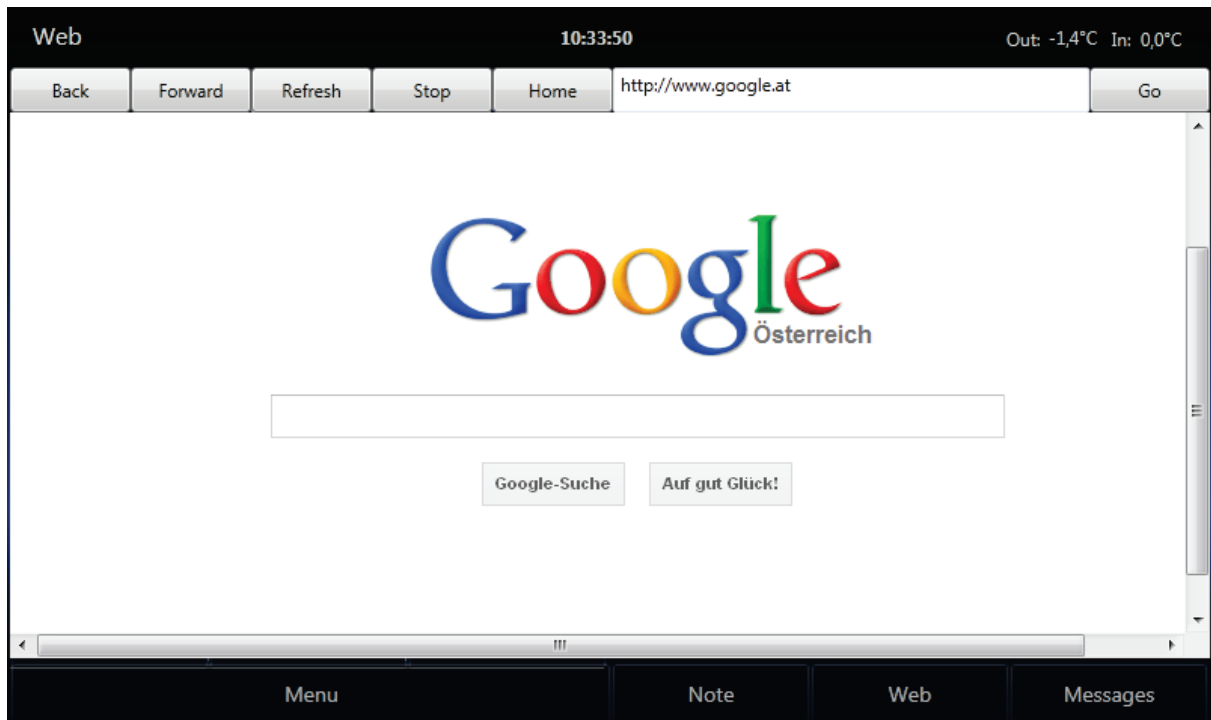 Web 10:33:50 Out: -1,4°C In: 0,0°C
Back Forward Refresh Stop Home http://www.google.at Go
Google
Österreich
Google-Suche Auf gut Glück!
Menu Note Web Messages